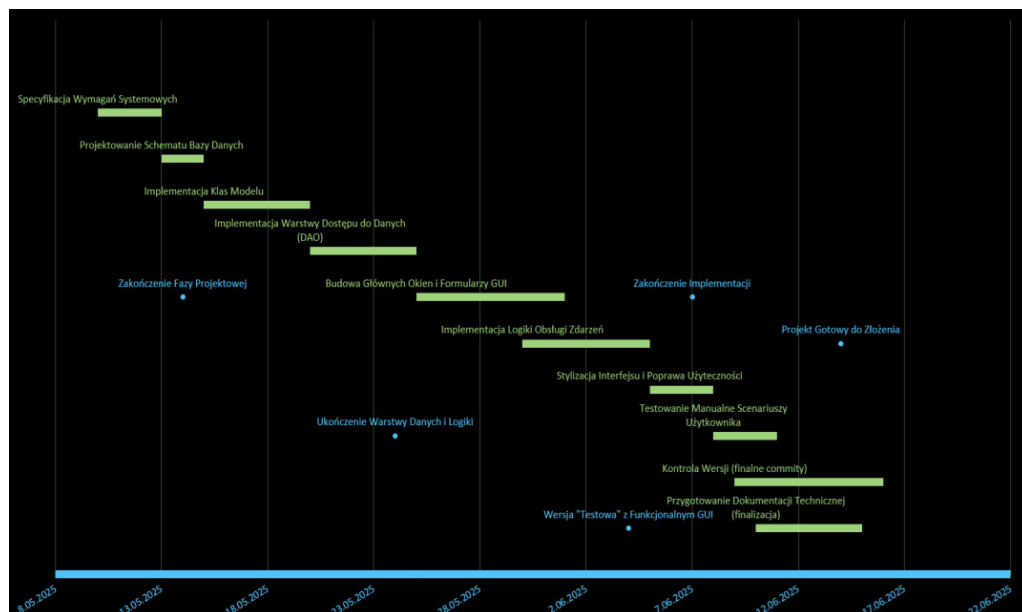 Specyfikacja Wymagań Systemowych
Projektowanie Schematu Bazy Danych
Implementacja Klas Modelu
Implementacja Warstwy Dostępu do Danych
(DAO)
Zakończenie Fazy Projektowej
Budowa Głównych Okien i Formularzy GUI
Zakończenie Implementacji
Implementacja Logiki Obsługi Zdarzeń
Projekt Gotowy do Złożenia
Stylizacja Interfejsu i Poprawa Użyteczności
Testowanie Manualne Scenariuszy
Użytkownika
Ukończenie Warstwy Danych i Logiki
Kontrola Wersji (finalne commity)
Przygotowanie Dokumentacji Technicznej
(finalizacja)
Wersja "Testowa" z Funkcjonalnym GUI
8.05.2025
13.05.2025
18.05.2025
23.05.2025
28.05.2025
2.06.2025
7.06.2025
12.06.2025
17.06.2025
22.06.2025